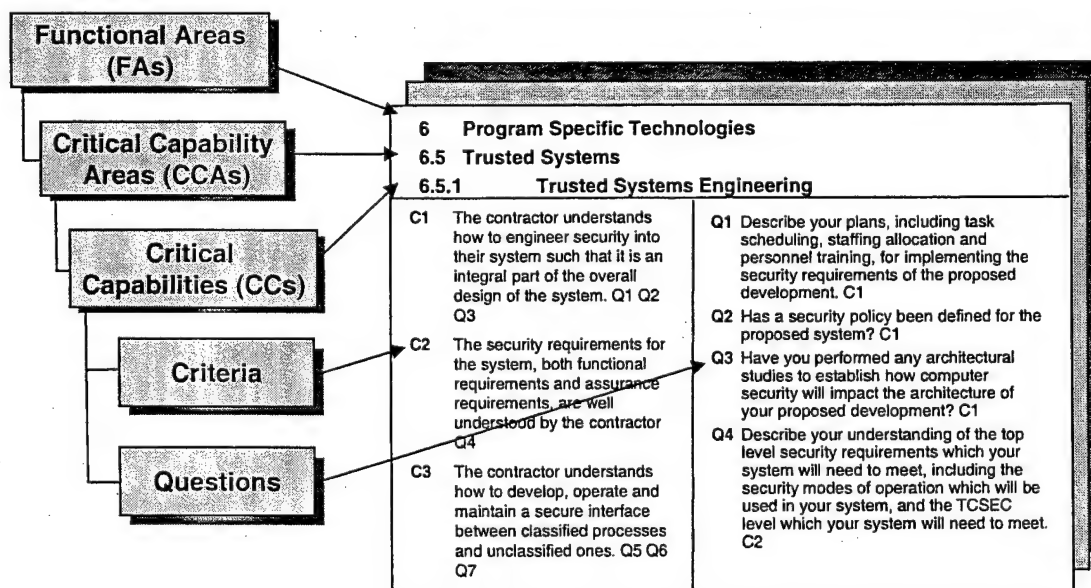 Functional Areas
(FAs)
Critical Capability
Areas (CCAs)
Critical
Capabilities (CCs)
Criteria
Questions
6 Program Specific Technologies
6.5 Trusted Systems
6.5.1 Trusted Systems Engineering
C1 The contractor understands
how to engineer security into
their system such that it is an
integral part of the overall
design of the system. Q1 Q2
Q3
C2 The security requirements for
the system, both functional
requirements and assurance
requirements, are well
understood by the contractor
Q4
C3 The contractor understands
how to develop, operate and
maintain a secure interface
between classified processes
and unclassified ones. Q5 Q6
Q7
Q1 Describe your plans, including task
scheduling, staffing allocation and
personnel training, for implementing the
security requirements of the proposed
development. C1
Q2 Has a security policy been defined for the
proposed system? C1
Q3 Have you performed any architectural
studies to establish how computer
security will impact the architecture of
your proposed development? C1
Q4 Describe your understanding of the top
level security requirements which your
system will need to meet, including the
security modes of operation which will be
used in your system, and the TCSEC
level which your system will need to meet.
C2